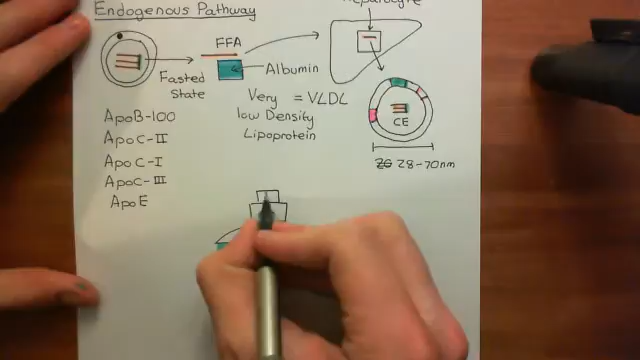 Endogenous Pathway
Hepatocyte
FFA
Albumin
Fasted
State
Very = VLDL
low Density
Lipoprotein
CE
28-70nm
ApoB-100
ApoC-II
ApoC-I
ApoC-III
ApoE